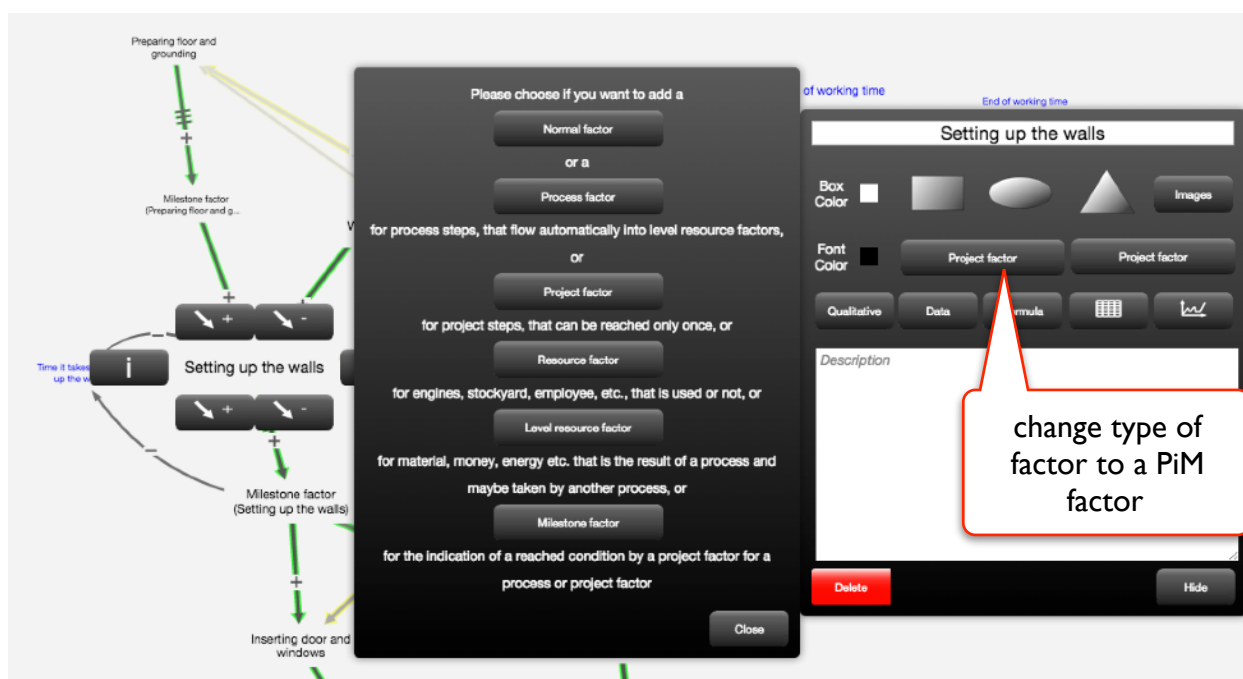 Preparing floor and
grounding
+
Milestone factor
(Preparing floor and g...
+
+ -
Time it takes
up the w
i
Setting up the walls
+ -
+
Milestone factor
(Setting up the walls)
+
Inserting door and
windows
Please choose if you want to add a
Normal factor
or a
Process factor
for process steps, that flow automatically into level resource factors,
or
Project factor
for project steps, that can be reached only once, or
Resource factor
for engines, stockyard, employee, etc., that is used or not, or
Level resource factor
for material, money, energy etc. that is the result of a process and
maybe taken by another process, or
Milestone factor
for the indication of a reached condition by a project factor for a
process or project factor
Close
of working time
End of working time
Setting up the walls
Box
Color
Images
Font
Color
Project factor
Project factor
Qualitative
Data
rmula
Description
change type of
factor to a PiM
factor
Delete
Hide